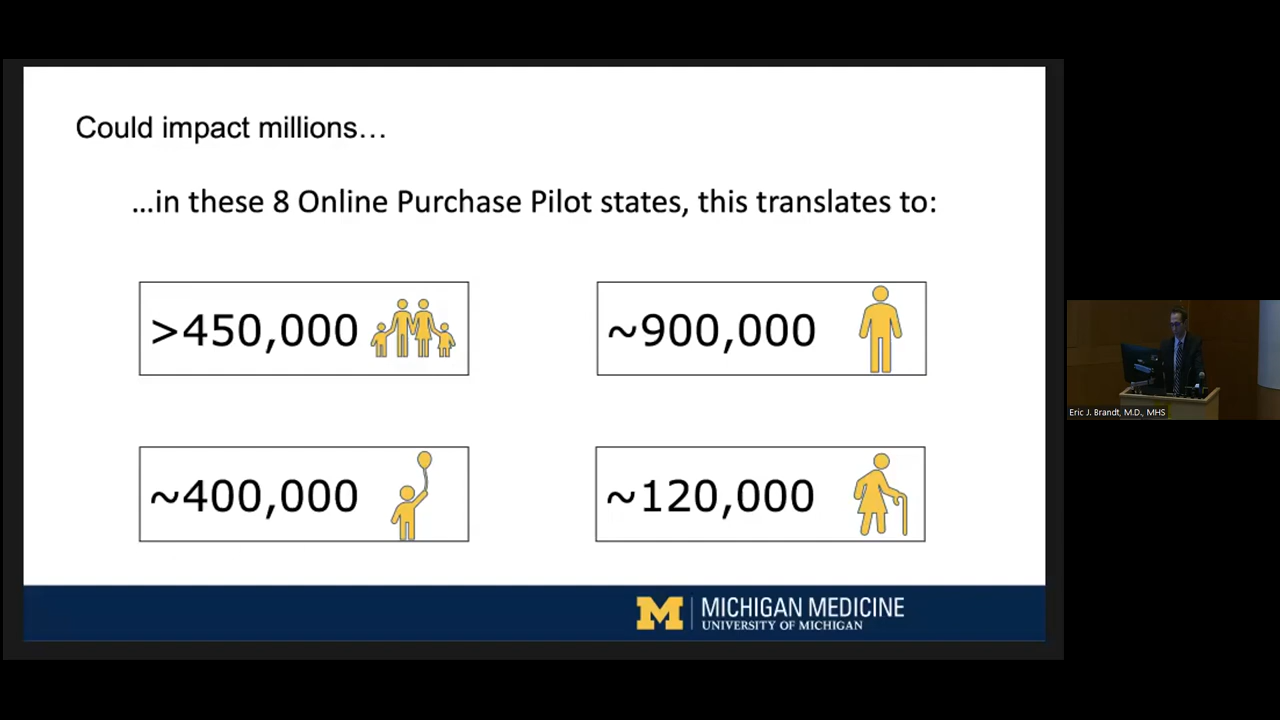 Could impact millions…
…in these 8 Online Purchase Pilot states, this translates to:
>450,000
~900,000
~400,000
~120,000
M MICHIGAN MEDICINE
UNIVERSITY OF MICHIGAN
Eric J. Brandt, M.D., MHS